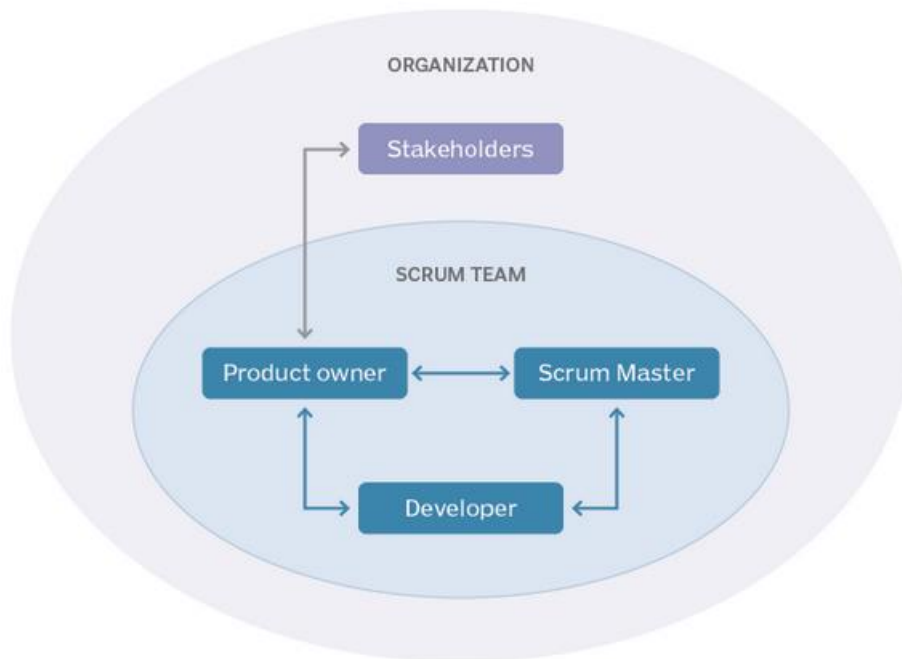 ORGANIZATION
Stakeholders
SCRUM TEAM
Product owner
Scrum Master
Developer